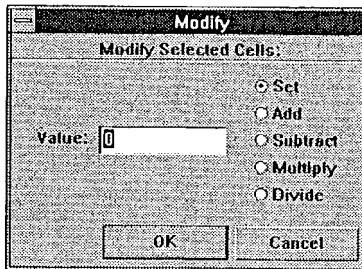 Modify
Modify Selected Cells:
Set
Add
Value: 0
Subtract
Multiply
Divide
OK
Cancel